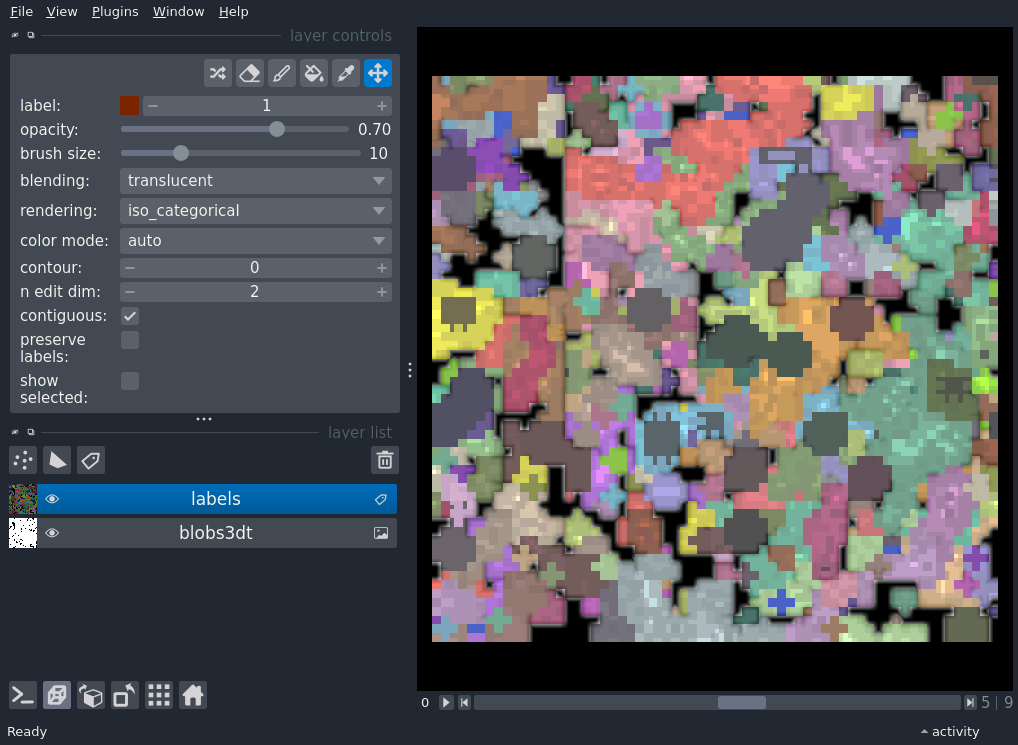 File View Plugins Window Help
layer controls
label: 1
opacity: 0.70
brush size: 10
blending: translucent
rendering: iso_categorical
color mode: auto
contour: 0
n edit dim: 2
contiguous:
preserve
labels:
show
selected:
layer list
labels
blobs3dt
0 5 | 9
Ready activity